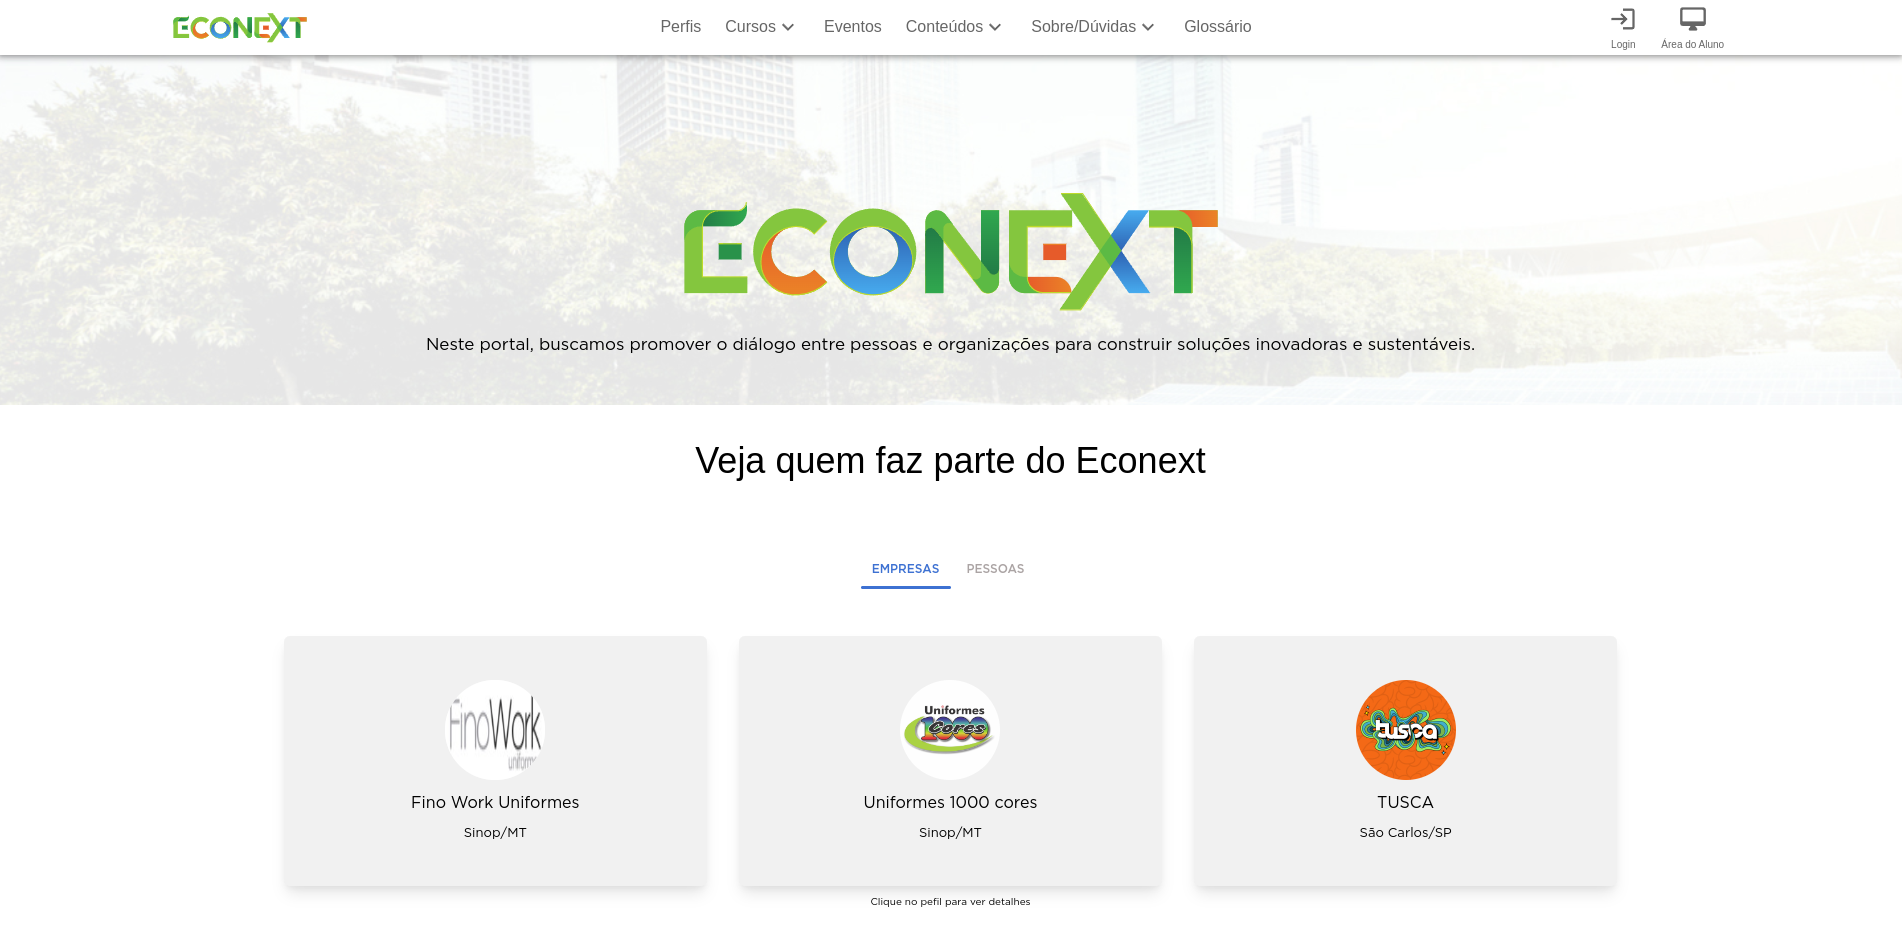 ECONEXT
Perfis
Cursos
Eventos
Conteúdos
Sobre/Dúvidas
Glossário
Login
Área do Aluno
ECONEXT
Neste portal, buscamos promover o diálogo entre pessoas e organizações para construir soluções inovadoras e sustentáveis.
Veja quem faz parte do Econext
EMPRESAS
PESSOAS
FinoWork
uniforme
Fino Work Uniformes
Sinop/MT
Uniformes
1000
Cores
Uniformes 1000 cores
Sinop/MT
tusca
TUSCA
São Carlos/SP
Clique no pefil para ver detalhes